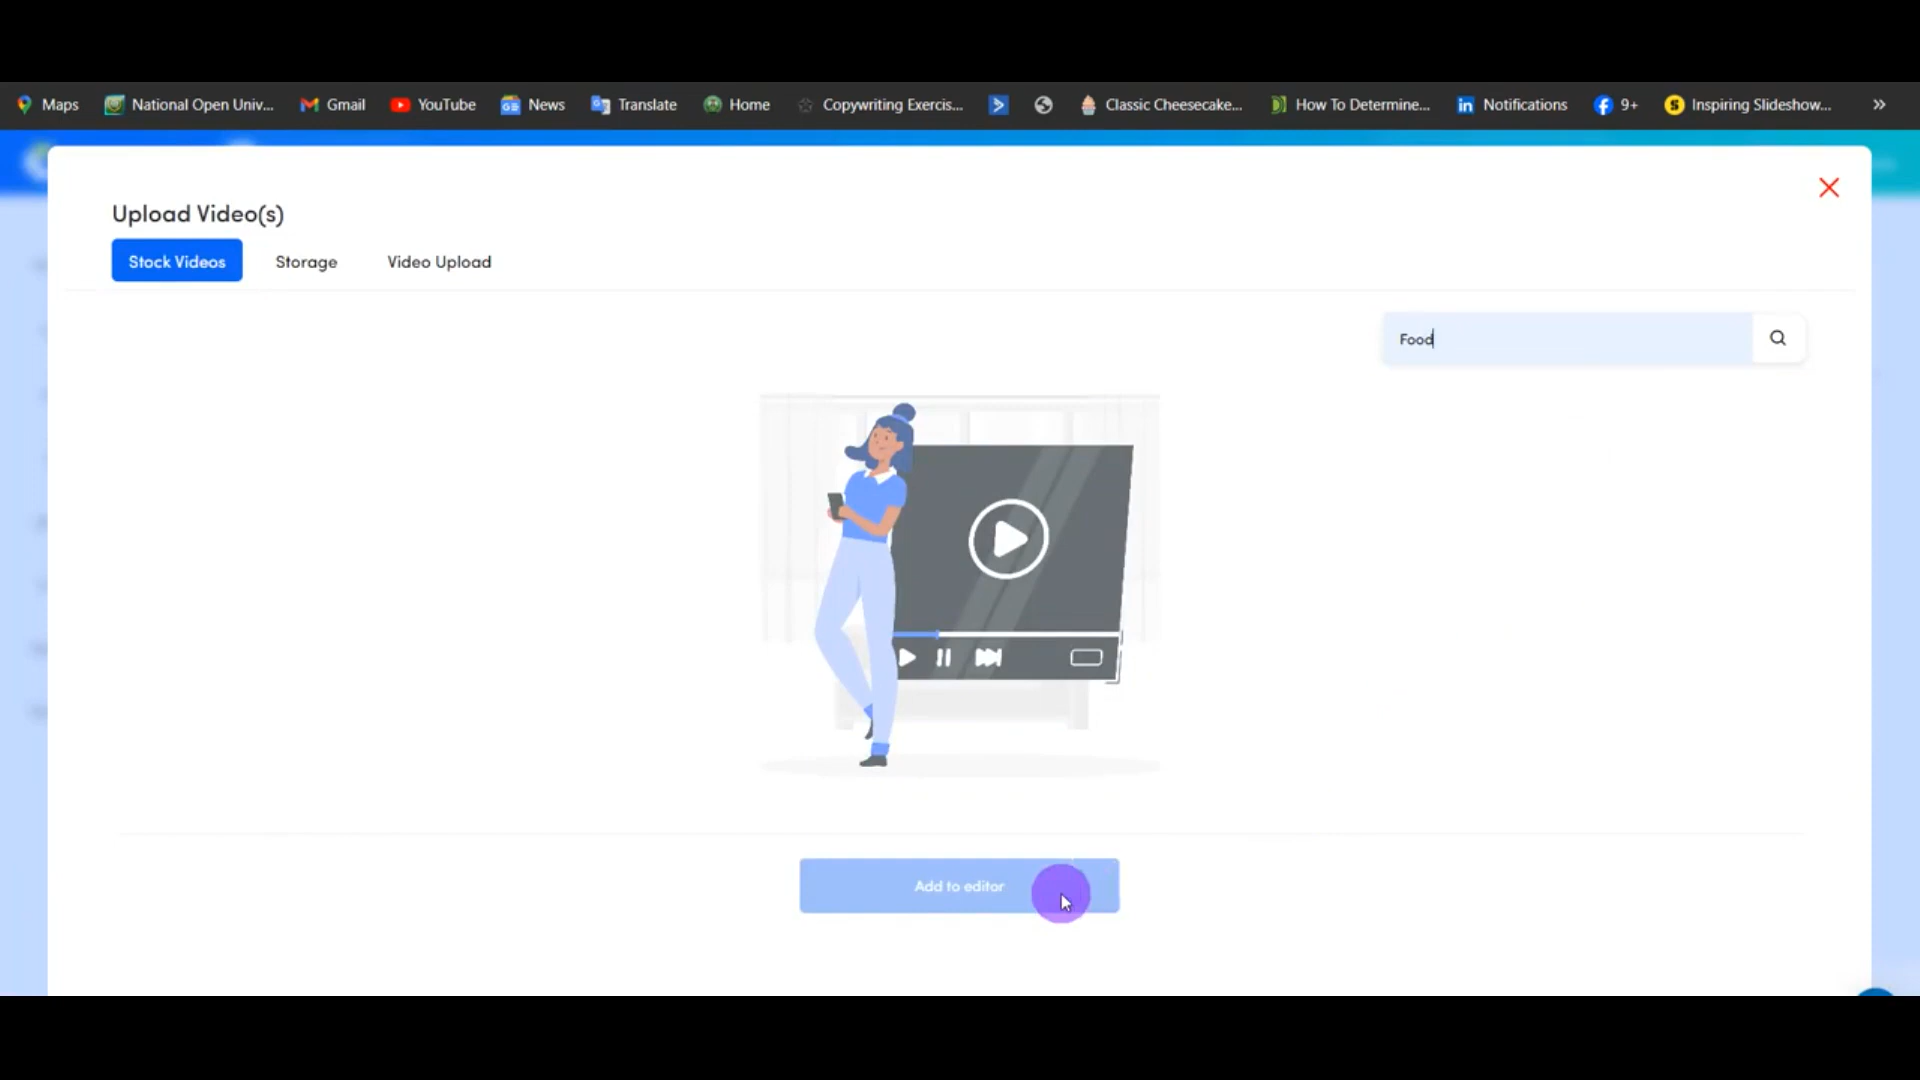 Maps National Open Univ... Gmail YouTube News Translate Home Copywriting Exercis... Classic Cheesecake... How To Determine... Notifications 9+ Inspiring Slideshow... »
Upload Video(s)
Stock Videos Storage Video Upload
Food
Add to editor